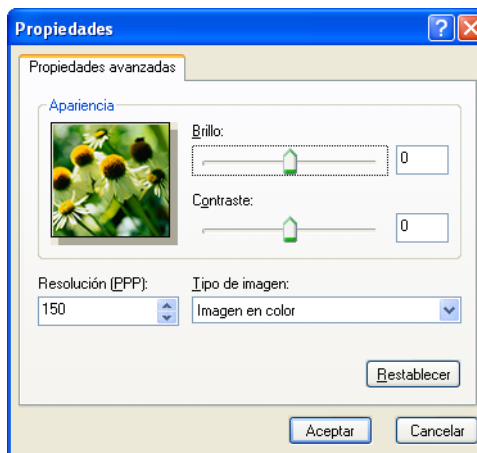 Propiedades
Propiedades avanzadas
Apariencia
Brillo:
0
Contraste:
0
Resolución (PPP):
Tipo de imagen:
150
Imagen en color
Restablecer
Aceptar
Cancelar